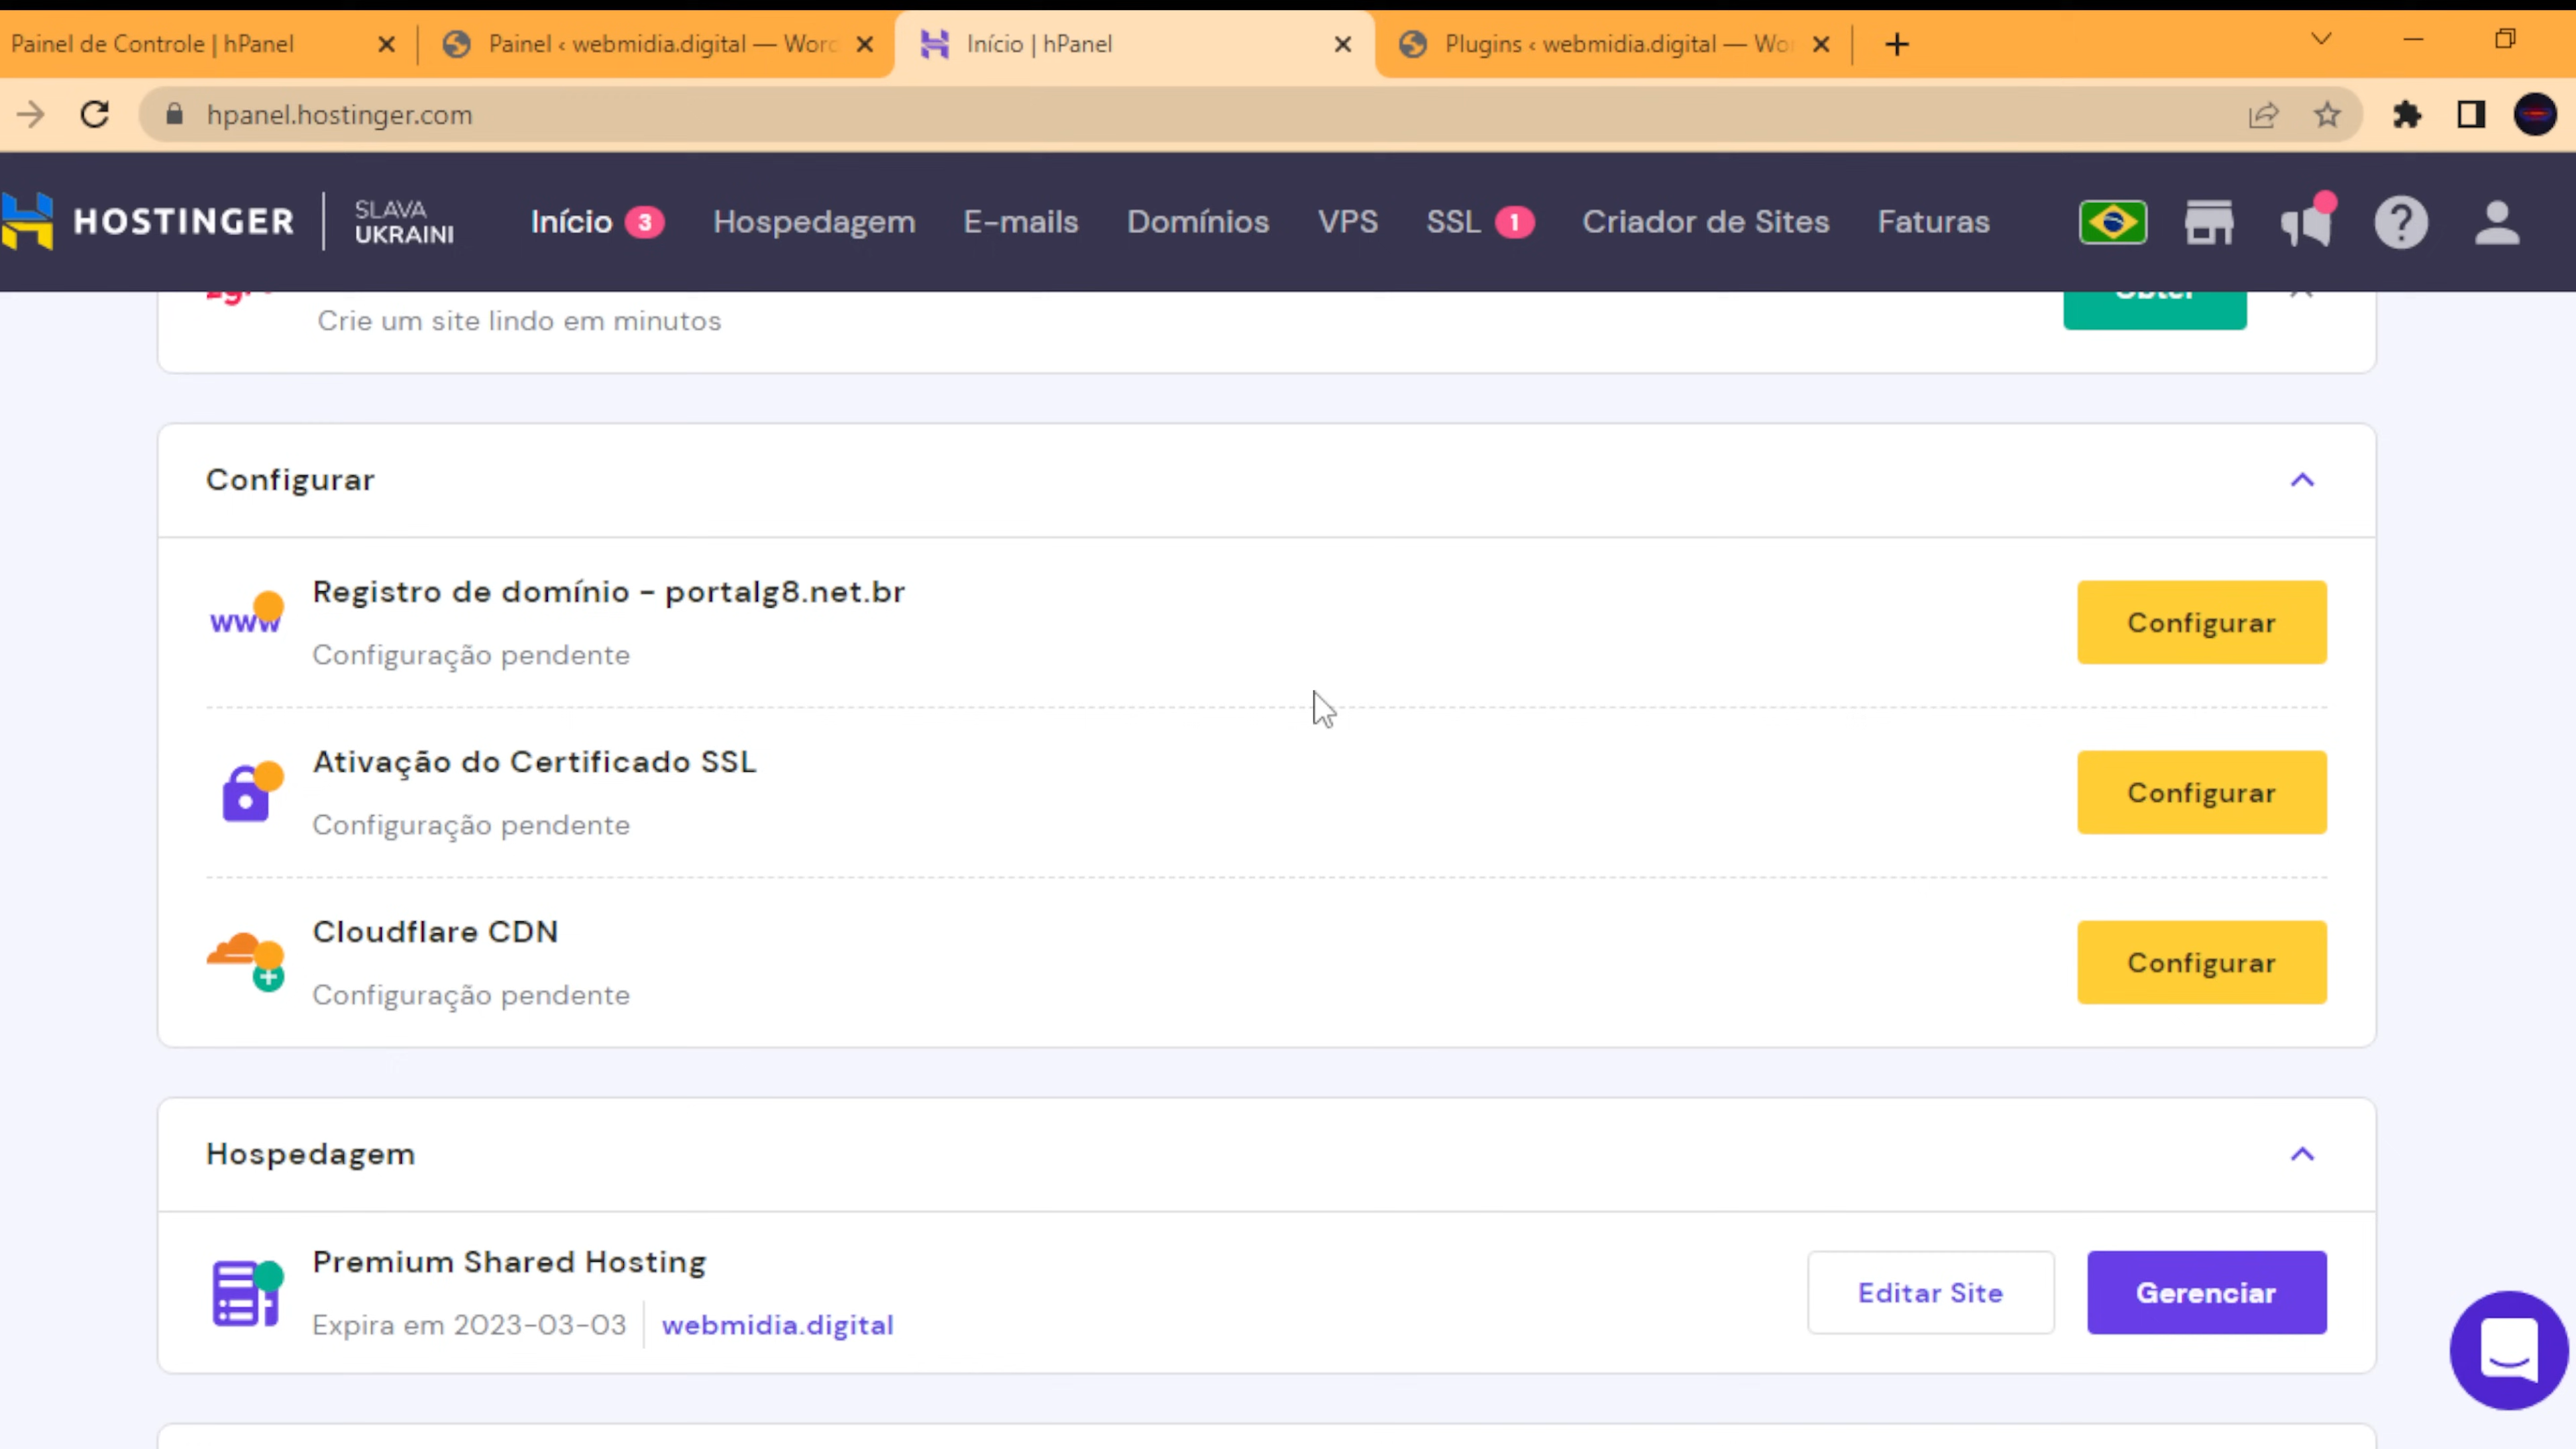 Painel de Controle | hPanel
Painel ‹ webmidia.digital — Word
Início | hPanel
Plugins ‹ webmidia.digital — Wo
hpanel.hostinger.com
HOSTINGER
SLAVA
UKRAINI
Início 3
Hospedagem
E-mails
Domínios
VPS
SSL 1
Criador de Sites
Faturas
Obter
Crie um site lindo em minutos
Configurar
Registro de domínio - portalg8.net.br
Configuração pendente
Configurar
Ativação do Certificado SSL
Configuração pendente
Configurar
Cloudflare CDN
Configuração pendente
Configurar
Hospedagem
Premium Shared Hosting
Expira em 2023-03-03
webmidia.digital
Editar Site
Gerenciar